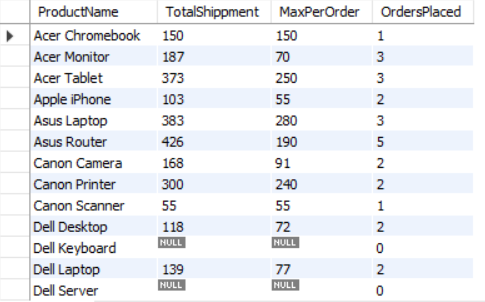 ProductName TotalShippment MaxPerOrder OrdersPlaced
Acer Chromebook 150 150 1
Acer Monitor 187 70 3
Acer Tablet 373 250 3
Apple iPhone 103 55 2
Asus Laptop 383 280 3
Asus Router 426 190 5
Canon Camera 168 91 2
Canon Printer 300 240 2
Canon Scanner 55 55 1
Dell Desktop 118 72 2
Dell Keyboard NULL NULL 0
Dell Laptop 139 77 2
Dell Server NULL NULL 0